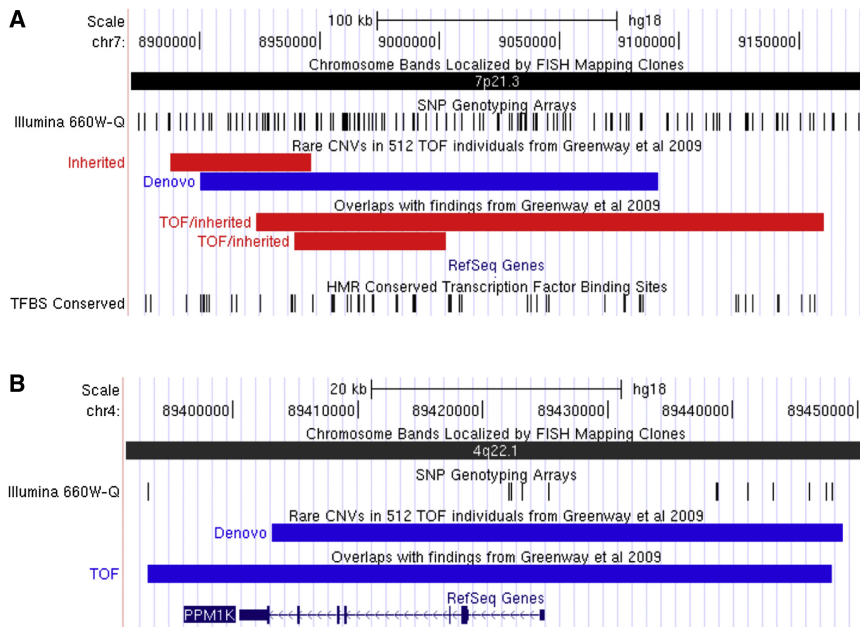 A
Scale 100 kb hg18
chr7: 8900000 8950000 9000000 9050000 9100000 9150000
Chromosome Bands Localized by FISH Mapping Clones
7p21.3
SNP Genotyping Arrays
Illumina 660W-Q
Rare CNVs in 512 TOF individuals from Greenway et al 2009
Inherited
Denovo
Overlaps with findings from Greenway et al 2009
TOF/inherited
TOF/inherited
RefSeq Genes
HMR Conserved Transcription Factor Binding Sites
TFBS Conserved
B
Scale 20 kb hg18
chr4: 89400000 89410000 89420000 89430000 89440000 89450000
Chromosome Bands Localized by FISH Mapping Clones
4q22.1
SNP Genotyping Arrays
Illumina 660W-Q
Rare CNVs in 512 TOF individuals from Greenway et al 2009
Denovo
Overlaps with findings from Greenway et al 2009
TOF
RefSeq Genes
PPM1K